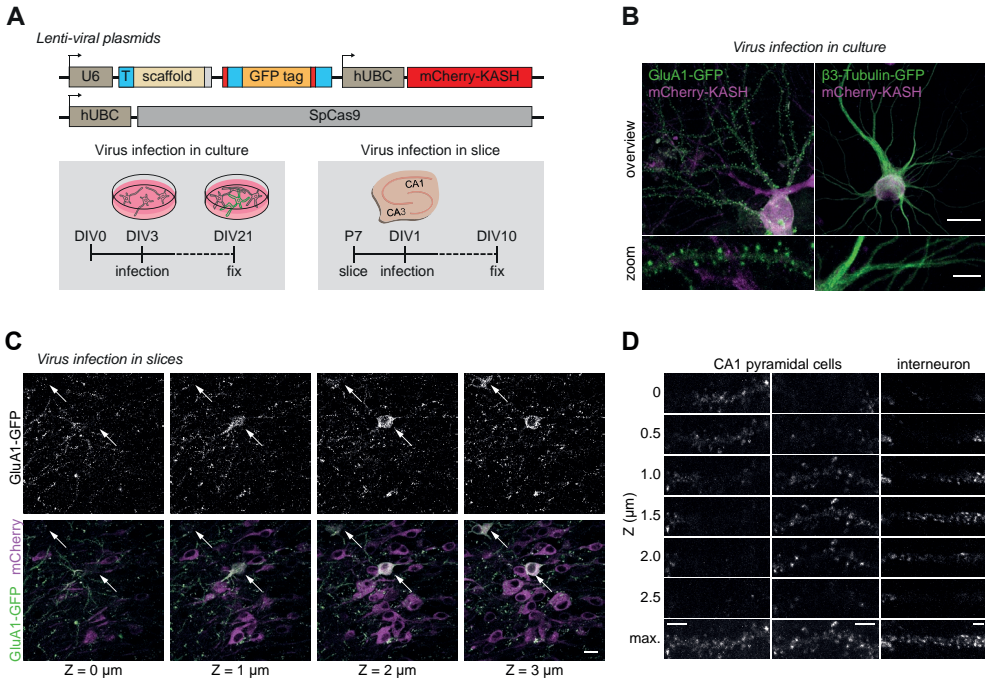 A
Lenti-viral plasmids
U6
T
scaffold
GFP tag
hUBC
mCherry-KASH
hUBC
SpCas9
Virus infection in culture
DIV0 DIV3 DIV21
infection fix
Virus infection in slice
CA1
CA3
P7 DIV1 DIV10
slice infection fix
B
Virus infection in culture
GluA1-GFP
mCherry-KASH
β3-Tubulin-GFP
mCherry-KASH
overview
zoom
C
Virus infection in slices
GluA1-GFP
GluA1-GFP mCherry
Z = 0 µm Z = 1 µm Z = 2 µm Z = 3 µm
D
CA1 pyramidal cells interneuron
0
0.5
1.0
1.5
2.0
2.5
max.
Z (µm)